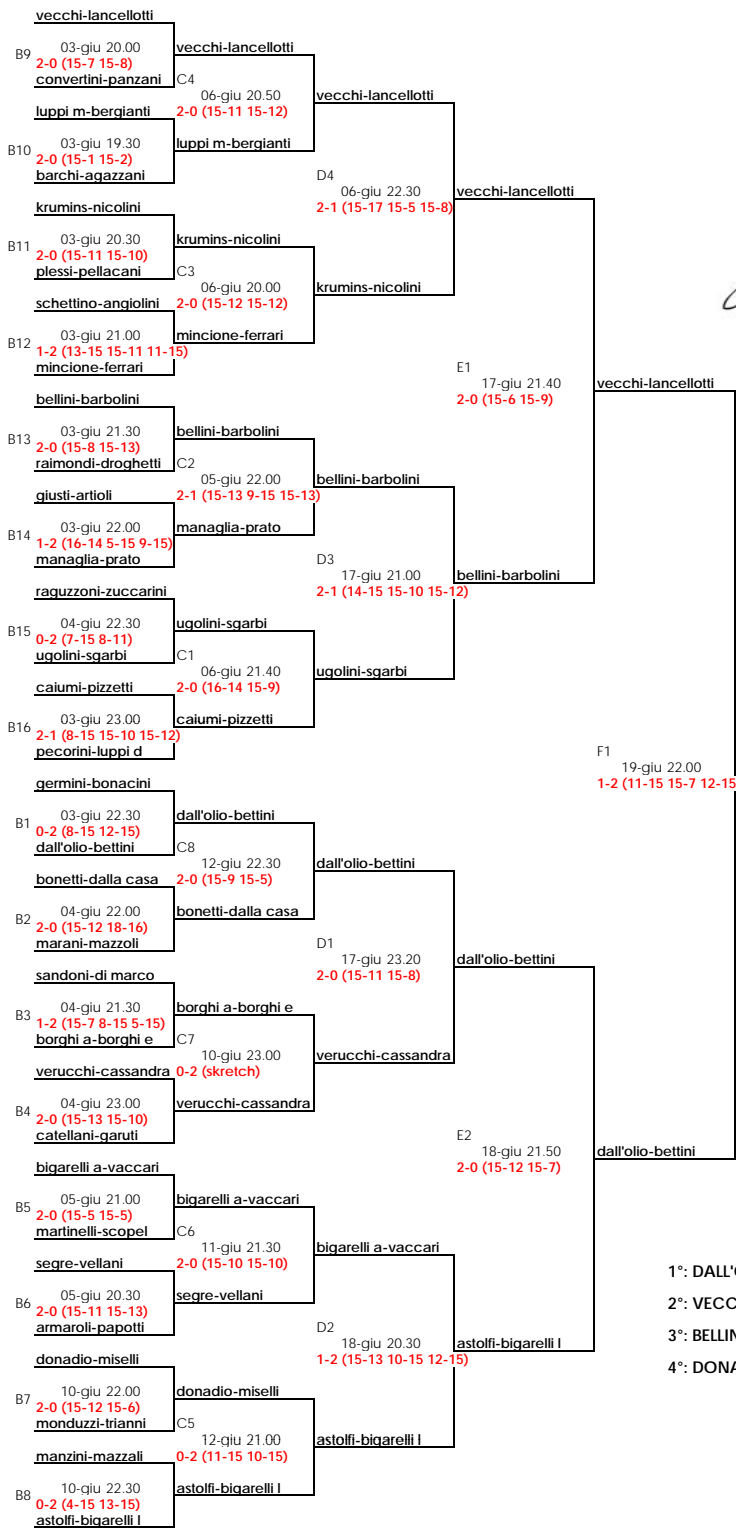 vecchi-lancellotti
B9
03-giu 20.00
2-0 (15-7 15-8)
convertini-panzani
vecchi-lancellotti
C4
06-giu 20.50
2-0 (15-11 15-12)
luppi m-bergianti
B10
03-giu 19.30
2-0 (15-1 15-2)
barchi-agazzani
luppi m-bergianti
vecchi-lancellotti
D4
06-giu 22.30
2-1 (15-17 15-5 15-8)
krumins-nicolini
B11
03-giu 20.30
2-0 (15-11 15-10)
plessi-pellacani
krumins-nicolini
C3
06-giu 20.00
2-0 (15-12 15-12)
schettino-angiolini
B12
03-giu 21.00
1-2 (13-15 15-11 11-15)
mincione-ferrari
mincione-ferrari
krumins-nicolini
vecchi-lancellotti
E1
17-giu 21.40
2-0 (15-6 15-9)
bellini-barbolini
B13
03-giu 21.30
2-0 (15-8 15-13)
raimondi-droghetti
bellini-barbolini
C2
05-giu 22.00
2-1 (15-13 9-15 15-13)
giusti-artioli
B14
03-giu 22.00
1-2 (16-14 5-15 9-15)
managlia-prato
managlia-prato
bellini-barbolini
D3
17-giu 21.00
2-1 (14-15 15-10 15-12)
raguzzoni-zuccarini
B15
04-giu 22.30
0-2 (7-15 8-11)
ugolini-sgarbi
ugolini-sgarbi
C1
06-giu 21.40
2-0 (16-14 15-9)
caiumi-pizzetti
B16
03-giu 23.00
2-1 (8-15 15-10 15-12)
pecorini-luppi d
caiumi-pizzetti
ugolini-sgarbi
bellini-barbolini
vecchi-lancellotti
F1
19-giu 22.00
1-2 (11-15 15-7 12-15
germini-bonacini
B1
03-giu 22.30
0-2 (8-15 12-15)
dall'olio-bettini
dall'olio-bettini
C8
12-giu 22.30
2-0 (15-9 15-5)
bonetti-dalla casa
B2
04-giu 22.00
2-0 (15-12 18-16)
marani-mazzoli
bonetti-dalla casa
dall'olio-bettini
D1
17-giu 23.20
2-0 (15-11 15-8)
sandoni-di marco
B3
04-giu 21.30
1-2 (15-7 8-15 5-15)
borghi a-borghi e
borghi a-borghi e
C7
10-giu 23.00
0-2 (skretch)
verucchi-cassandra
B4
04-giu 23.00
2-0 (15-13 15-10)
catellani-garuti
verucchi-cassandra
verucchi-cassandra
dall'olio-bettini
E2
18-giu 21.50
2-0 (15-12 15-7)
dall'olio-bettini
bigarelli a-vaccari
B5
05-giu 21.00
2-0 (15-5 15-5)
martinelli-scopel
bigarelli a-vaccari
C6
11-giu 21.30
2-0 (15-10 15-10)
segre-vellani
B6
05-giu 20.30
2-0 (15-11 15-13)
armaroli-papotti
segre-vellani
bigarelli a-vaccari
D2
18-giu 20.30
1-2 (15-13 10-15 12-15)
donadio-miselli
B7
10-giu 22.00
2-0 (15-12 15-6)
monduzzi-trianni
donadio-miselli
C5
12-giu 21.00
0-2 (11-15 10-15)
manzini-mazzali
B8
10-giu 22.30
0-2 (4-15 13-15)
astolfi-bigarelli l
astolfi-bigarelli l
astolfi-bigarelli l
astolfi-bigarelli l
1°: DALL'
2°: VECC
3°: BELLIN
4°: DONA